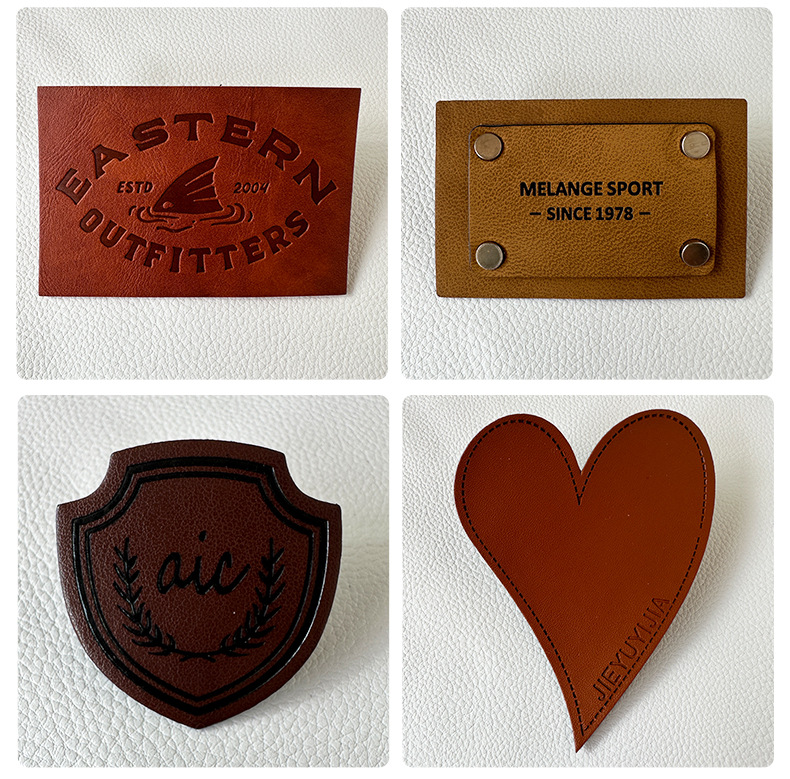 EASTERN
ESTD 2004
OUTFITTERS
MELANGE SPORT
– SINCE 1978 –
aic
JIEYUYIJIA